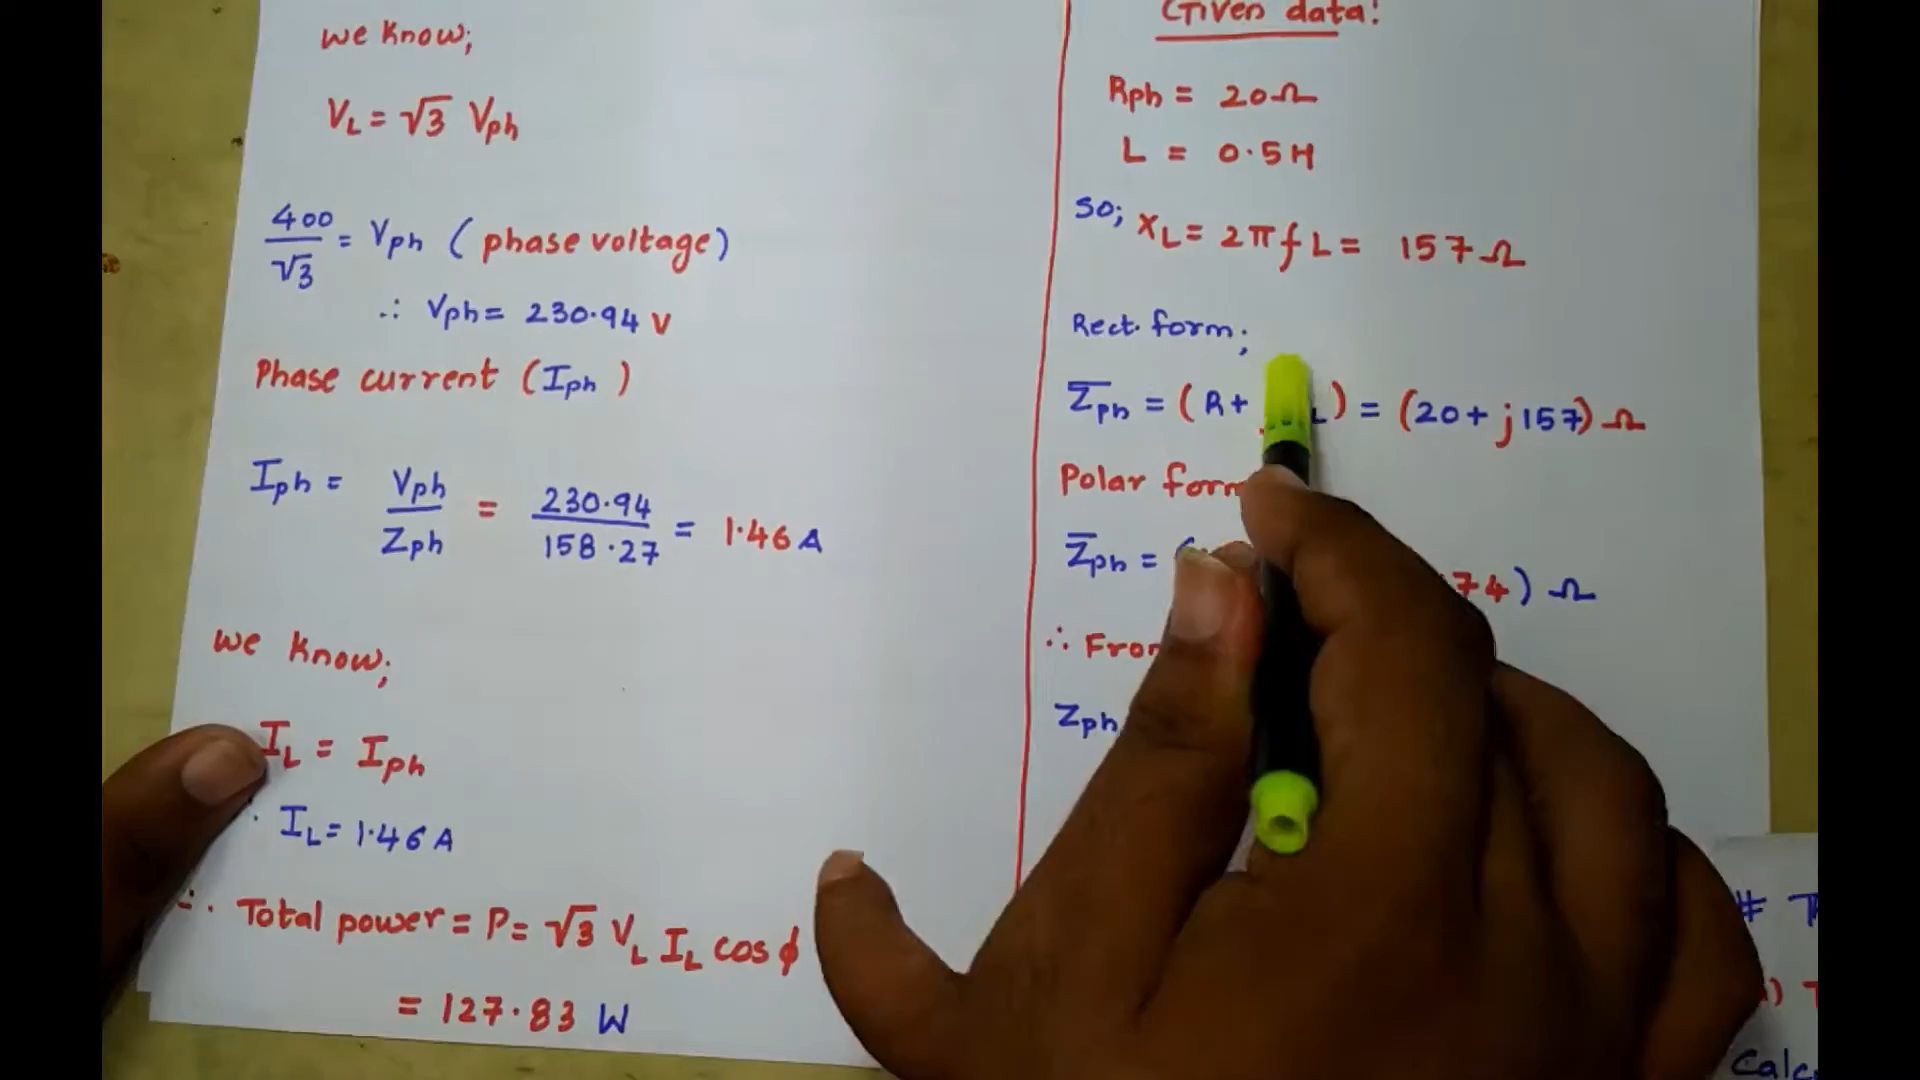 we know;
VL = √3 Vph
400/√3 = Vph (phase voltage)
∴ Vph = 230.94 V
Phase current (Iph)
Iph = Vph/Zph = 230.94/158.27 = 1.46 A
we know;
IL = Iph
IL = 1.46 A
∴ Total power = P = √3 VL IL cos ϕ
= 127.83 W
Given data:
Rph = 20Ω
L = 0.5H
so; XL = 2πfL = 157Ω
Rect. form;
Z̅ph = (R+ L) = (20+j157)Ω
Polar form
Z̅ph = ( 74) Ω
∴
Zph
#